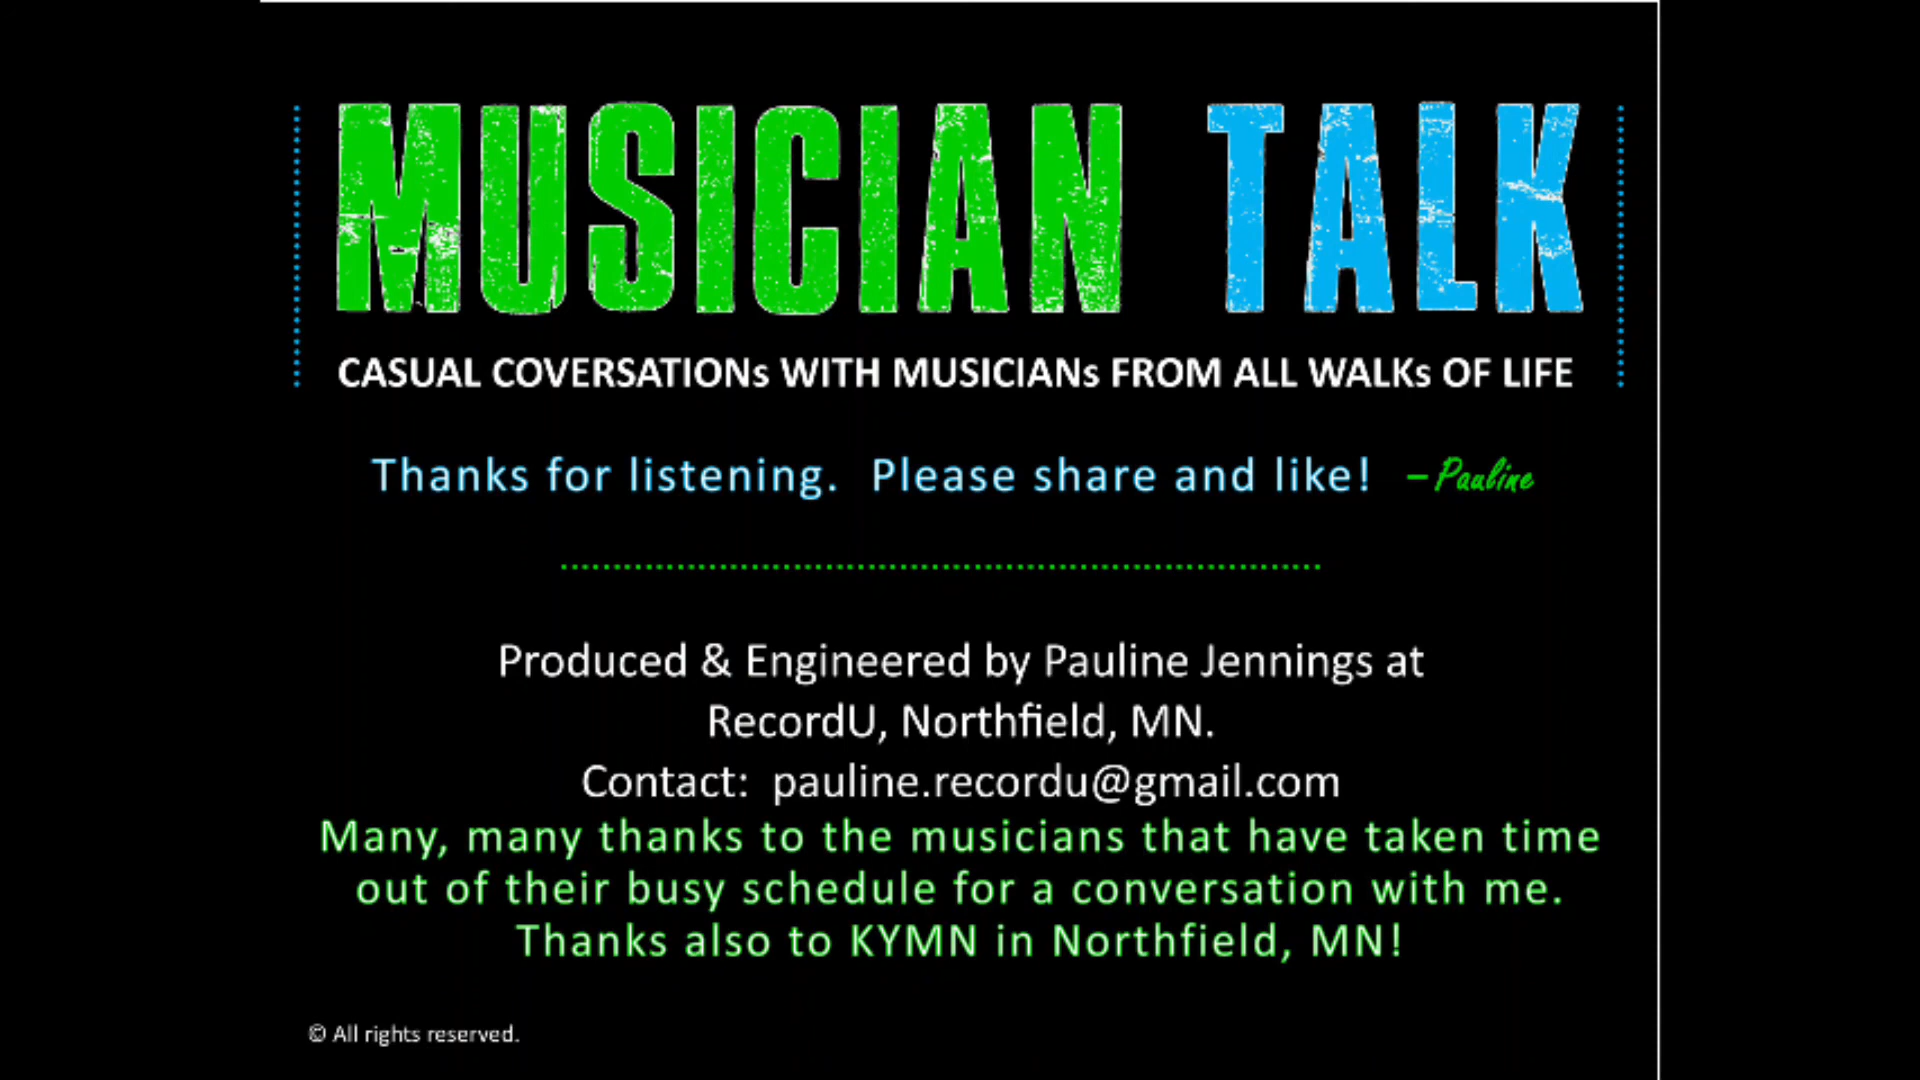 MUSICIAN TALK
CASUAL COVERSATIONs WITH MUSICIANs FROM ALL WALKs OF LIFE
Thanks for listening.  Please share and like!  – Pauline
Produced & Engineered by Pauline Jennings at
RecordU, Northfield, MN.
Contact:  pauline.recordu@gmail.com
Many, many thanks to the musicians that have taken time
out of their busy schedule for a conversation with me.
Thanks also to KYMN in Northfield, MN!
© All rights reserved.